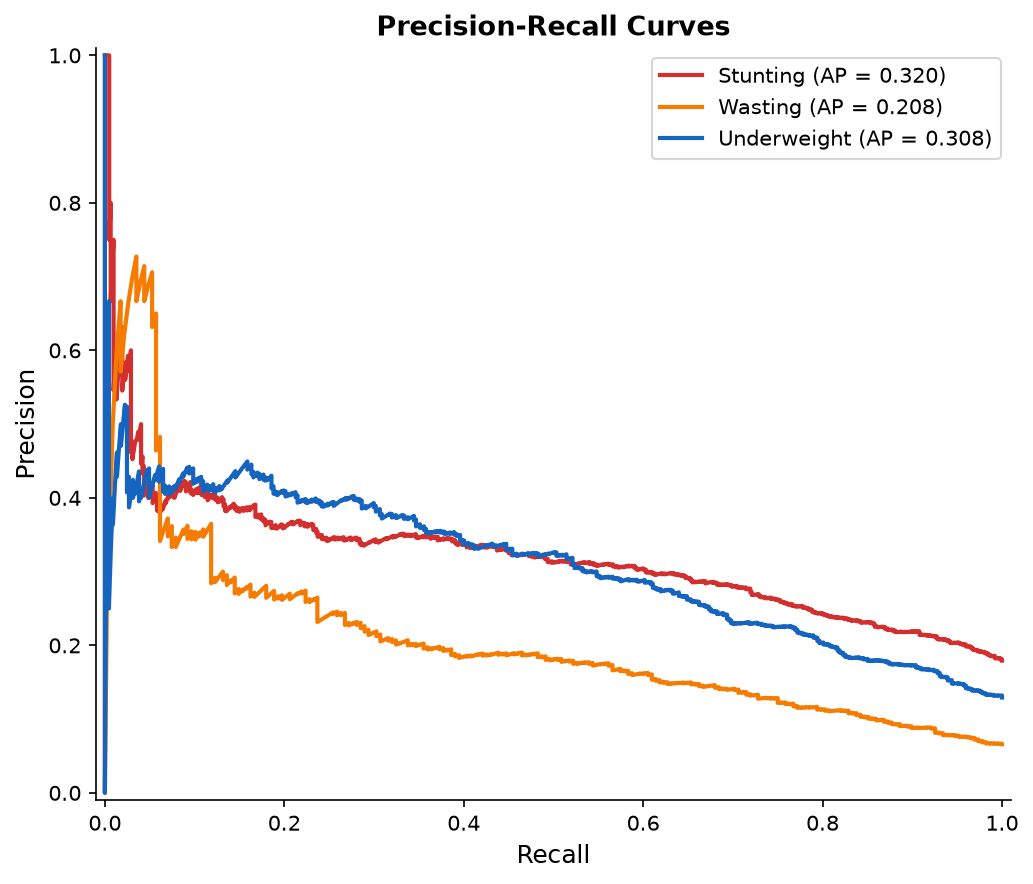 Precision-Recall Curves
Stunting (AP = 0.320)
Wasting (AP = 0.208)
Underweight (AP = 0.308)
Precision
1.0
0.8
0.6
0.4
0.2
0.0
0.0 0.2 0.4 0.6 0.8 1.0
Recall